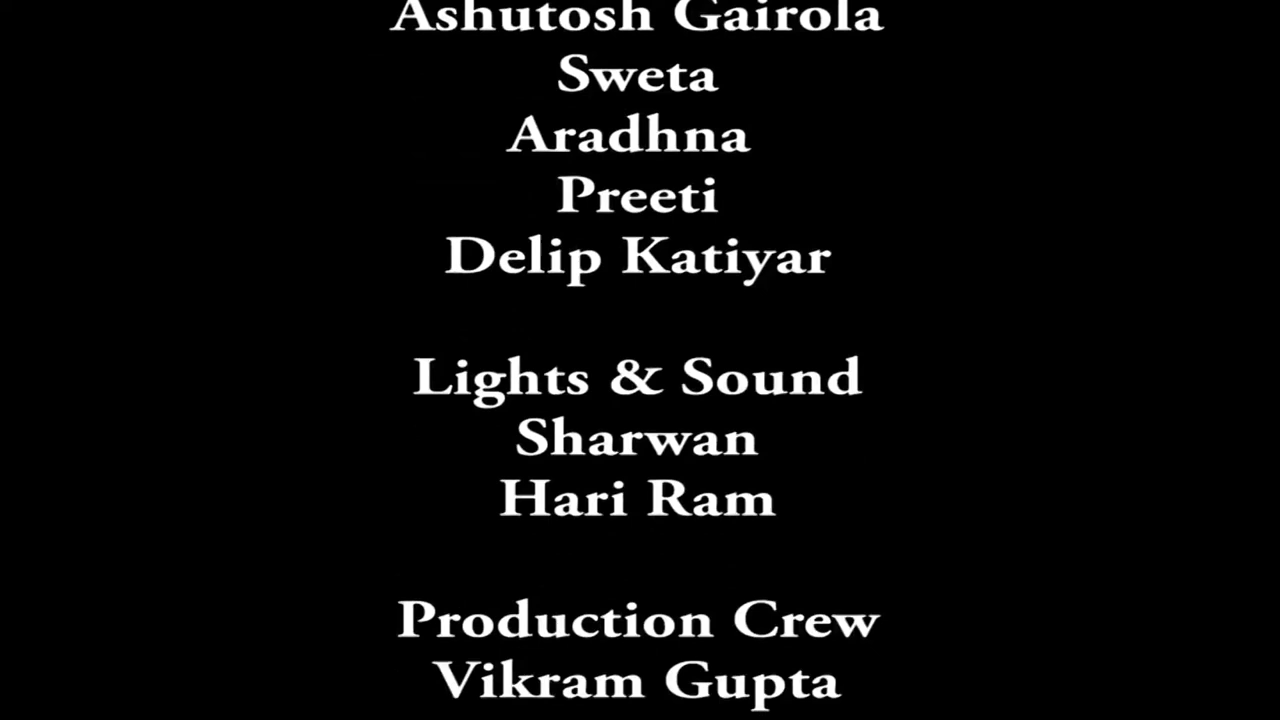 Ashutosh Gairola
Sweta
Aradhna
Preeti
Delip Katiyar
Lights & Sound
Sharwan
Hari Ram
Production Crew
Vikram Gupta